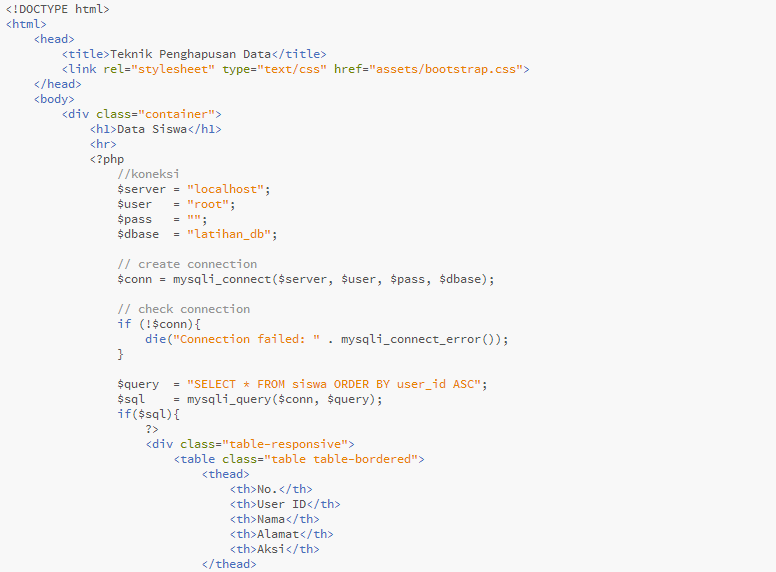 <!DOCTYPE html>
<html>
    <head>
        <title>Teknik Penghapusan Data</title>
        <link rel="stylesheet" type="text/css" href="assets/bootstrap.css">
    </head>
    <body>
        <div class="container">
            <h1>Data Siswa</h1>
            <hr>
            <?php
                //koneksi
                $server = "localhost";
                $user   = "root";
                $pass   = "";
                $dbase  = "latihan_db";

                // create connection
                $conn = mysqli_connect($server, $user, $pass, $dbase);

                // check connection
                if (!$conn){
                    die("Connection failed: " . mysqli_connect_error());
                }

                $query  = "SELECT * FROM siswa ORDER BY user_id ASC";
                $sql    = mysqli_query($conn, $query);
                if($sql){
                    ?>
                    <div class="table-responsive">
                        <table class="table table-bordered">
                            <thead>
                                <th>No.</th>
                                <th>User ID</th>
                                <th>Nama</th>
                                <th>Alamat</th>
                                <th>Aksi</th>
                            </thead>